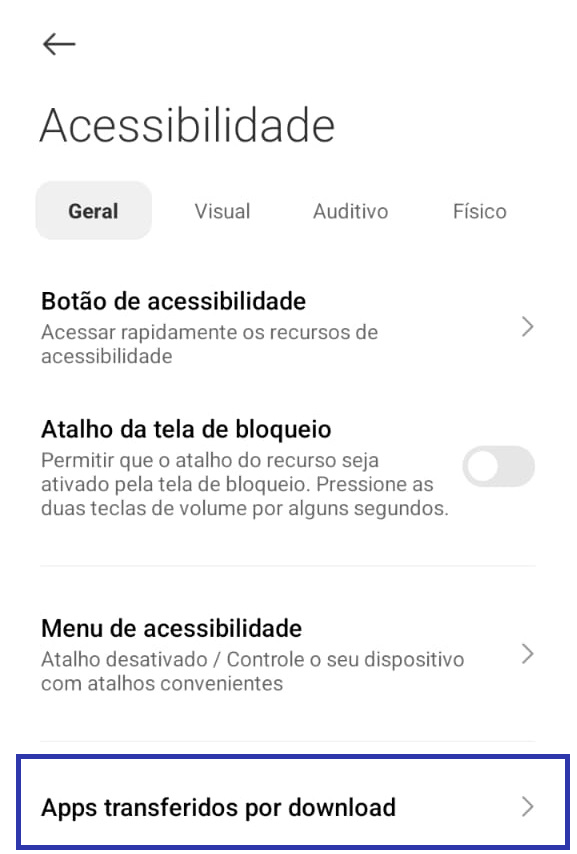 Acessibilidade
Geral Visual Auditivo Físico
Botão de acessibilidade
Acessar rapidamente os recursos de
acessibilidade
Atalho da tela de bloqueio
Permitir que o atalho do recurso seja
ativado pela tela de bloqueio. Pressione as
duas teclas de volume por alguns segundos.
Menu de acessibilidade
Atalho desativado / Controle o seu dispositivo
com atalhos convenientes
Apps transferidos por download